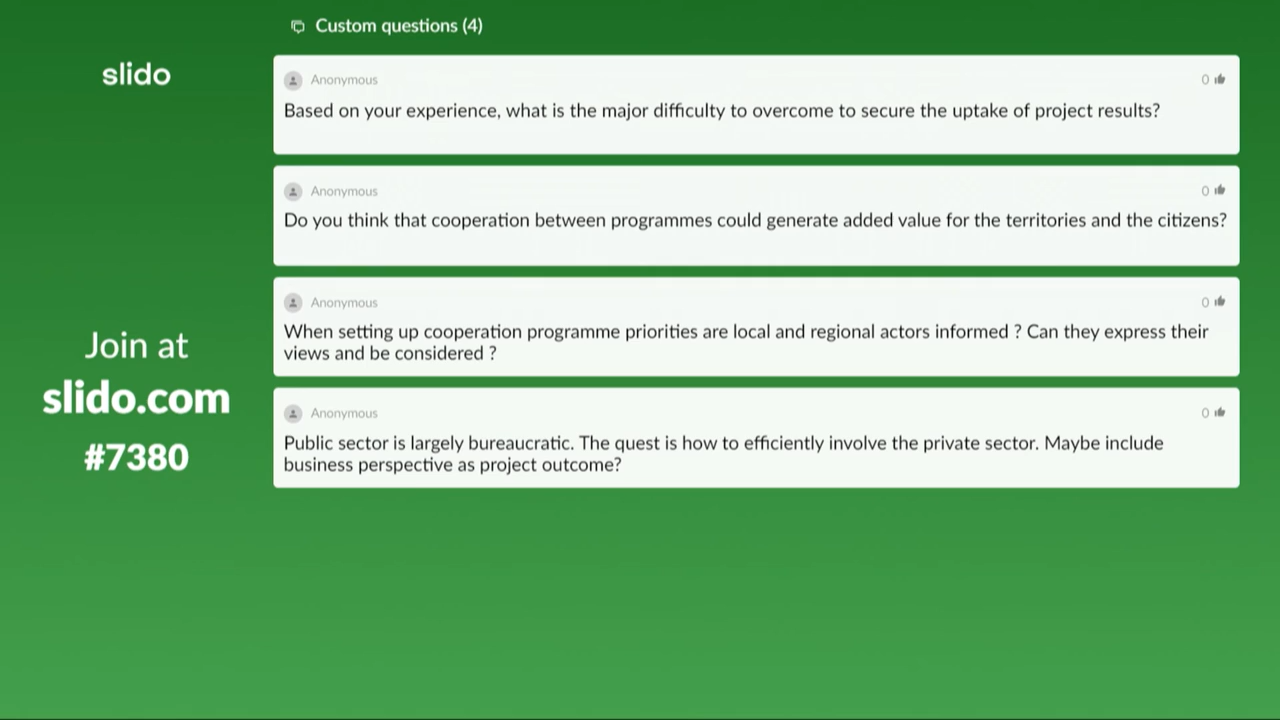 Custom questions (4)
slido
Anonymous
0
Based on your experience, what is the major difficulty to overcome to secure the uptake of project results?
Anonymous
0
Do you think that cooperation between programmes could generate added value for the territories and the citizens?
Anonymous
0
When setting up cooperation programme priorities are local and regional actors informed ? Can they express their
views and be considered ?
Anonymous
0
Public sector is largely bureaucratic. The quest is how to efficiently involve the private sector. Maybe include
business perspective as project outcome?
Join at
slido.com
#7380